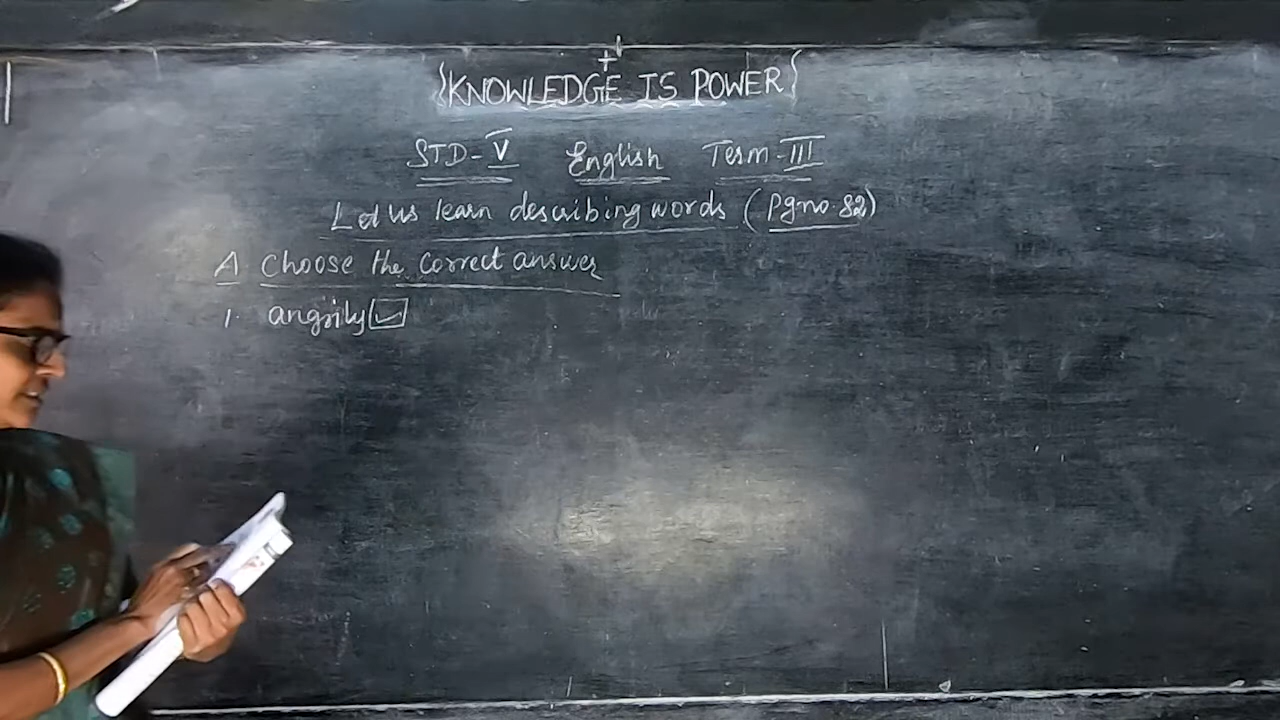 {KNOWLEDGE IS POWER}
STD-V English Term-III
Let us learn describing words (Pg no. 82)
A Choose the correct answer
1. angrily ✓